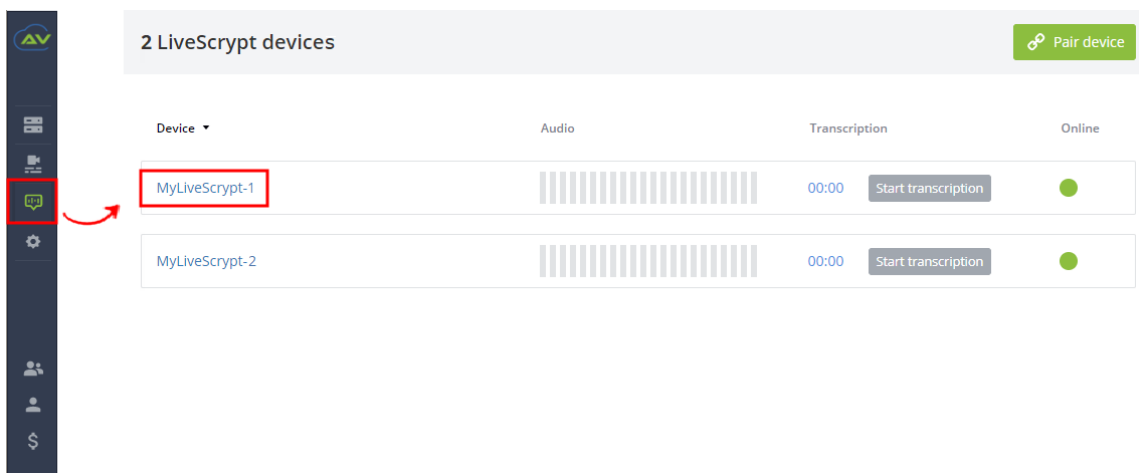 AV
2 LiveScrypt devices
Pair device
Device Audio Transcription Online
MyLiveScrypt-1 00:00 Start transcription
MyLiveScrypt-2 00:00 Start transcription
$